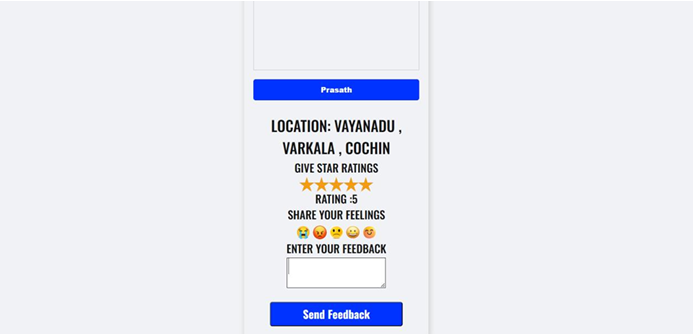 Prasath
LOCATION: VAYANADU ,
VARKALA , COCHIN
GIVE STAR RATINGS
RATING :5
SHARE YOUR FEELINGS
ENTER YOUR FEEDBACK
Send Feedback